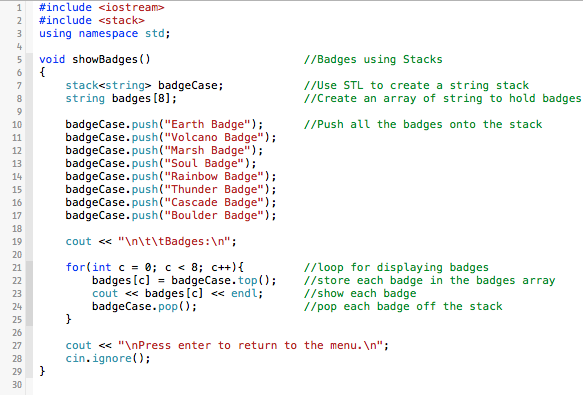 1 #include <iostream>
2 #include <stack>
3 using namespace std;
4
5 void showBadges() //Badges using Stacks
6 {
7 stack<string> badgeCase; //Use STL to create a string stack
8 string badges[8]; //Create an array of string to hold badges
9
10 badgeCase.push("Earth Badge"); //Push all the badges onto the stack
11 badgeCase.push("Volcano Badge");
12 badgeCase.push("Marsh Badge");
13 badgeCase.push("Soul Badge");
14 badgeCase.push("Rainbow Badge");
15 badgeCase.push("Thunder Badge");
16 badgeCase.push("Cascade Badge");
17 badgeCase.push("Boulder Badge");
18
19 cout << "\n\t\tBadges:\n";
20
21 for(int c = 0; c < 8; c++){ //loop for displaying badges
22 badges[c] = badgeCase.top(); //store each badge in the badges array
23 cout << badges[c] << endl; //show each badge
24 badgeCase.pop(); //pop each badge off the stack
25 }
26
27 cout << "\nPress enter to return to the menu.\n";
28 cin.ignore();
29 }
30